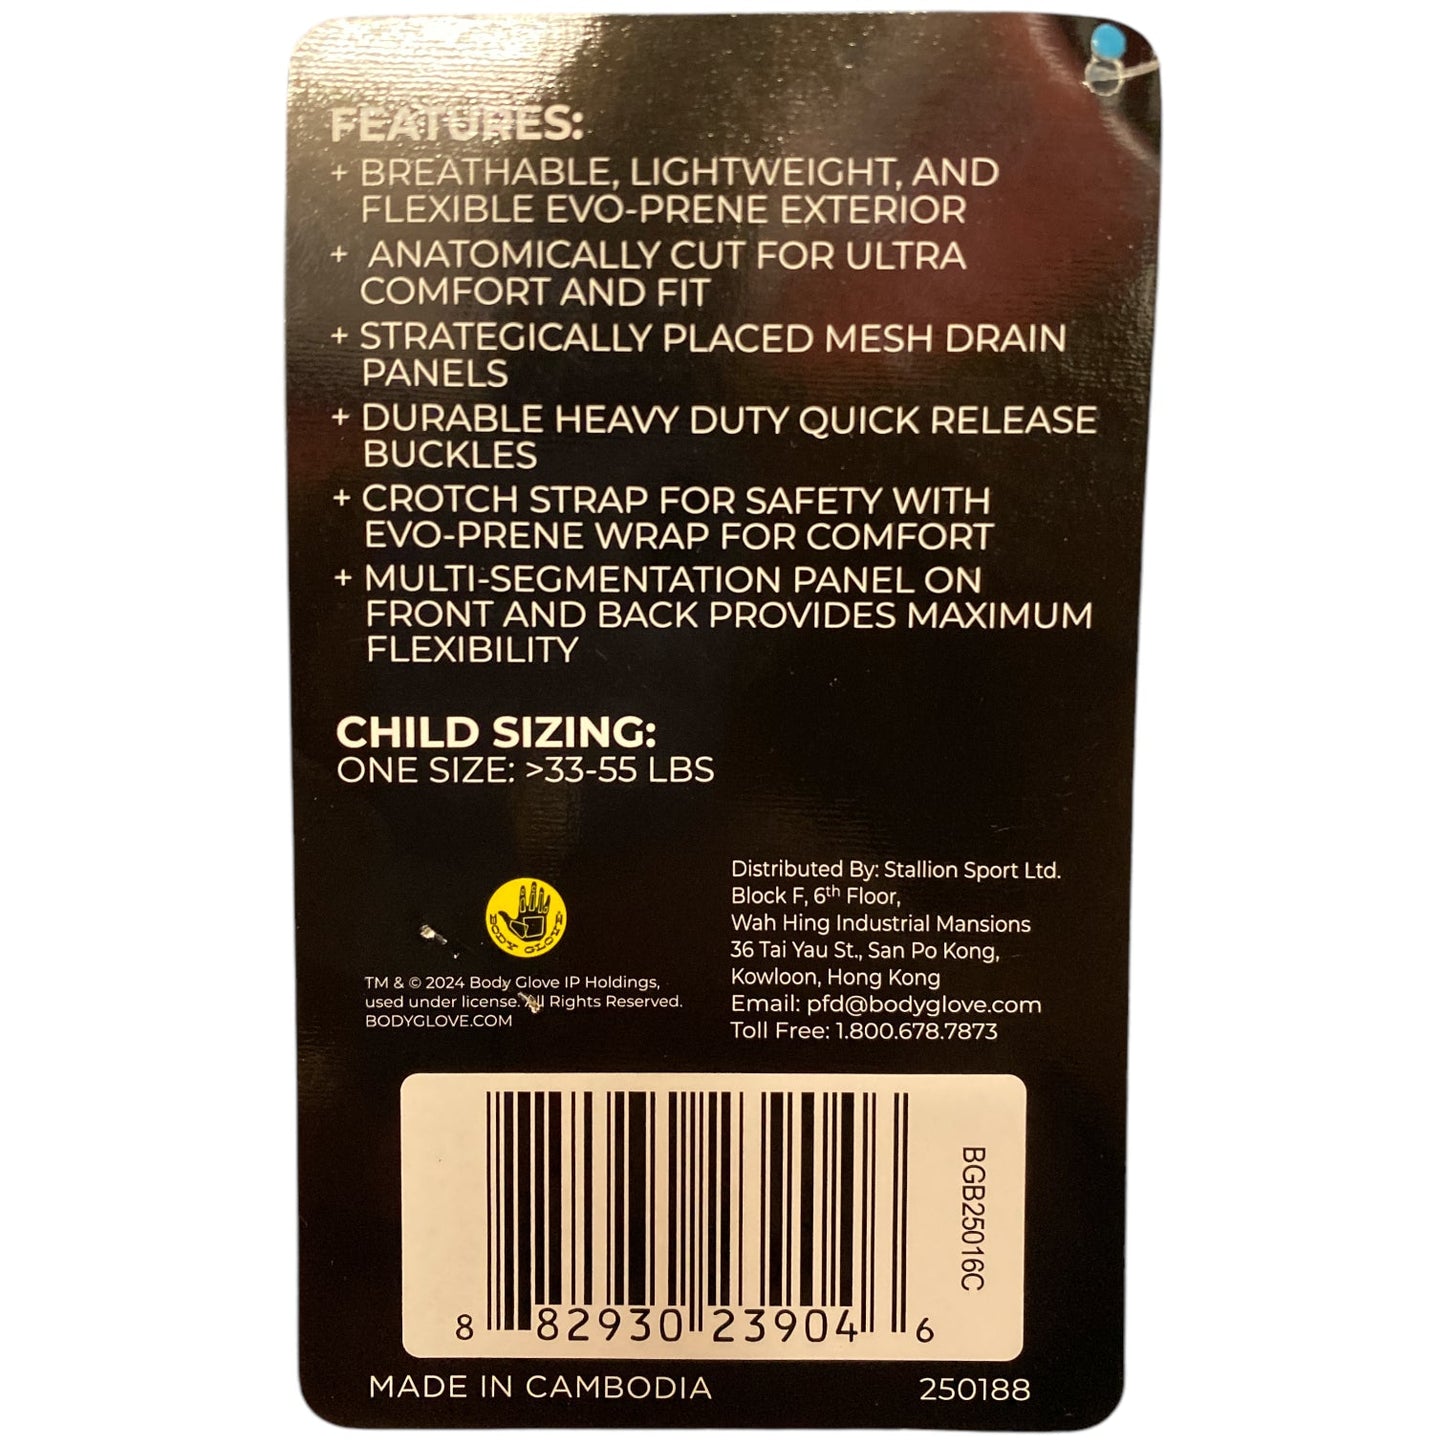 FEATURES:
+ BREATHABLE, LIGHTWEIGHT, AND
FLEXIBLE EVO-PRENE EXTERIOR
+ ANATOMICALLY CUT FOR ULTRA
COMFORT AND FIT
+ STRATEGICALLY PLACED MESH DRAIN
PANELS
+ DURABLE HEAVY DUTY QUICK RELEASE
BUCKLES
+ CROTCH STRAP FOR SAFETY WITH
EVO-PRENE WRAP FOR COMFORT
+ MULTI-SEGMENTATION PANEL ON
FRONT AND BACK PROVIDES MAXIMUM
FLEXIBILITY
CHILD SIZING:
ONE SIZE: >33-55 LBS
BODY GLOVE
TM & © 2024 Body Glove IP Holdings,
used under license. All Rights Reserved.
BODYGLOVE.COM
Distributed By: Stallion Sport Ltd.
Block F, 6th Floor,
Wah Hing Industrial Mansions
36 Tai Yau St., San Po Kong,
Kowloon, Hong Kong
Email: pfd@bodyglove.com
Toll Free: 1.800.678.7873
BGB25016C
8 82930 23904 6
MADE IN CAMBODIA
250188